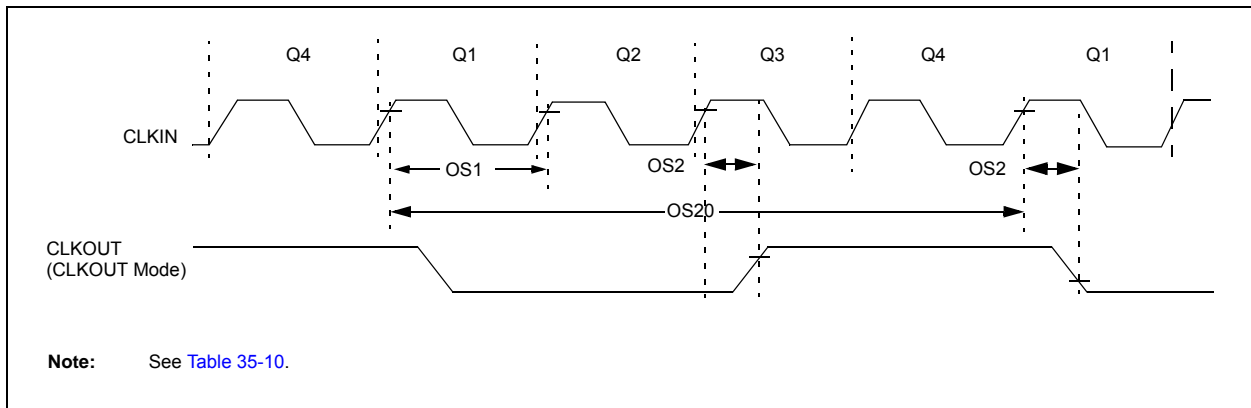 Q4 Q1 Q2 Q3 Q4 Q1
CLKIN
OS1 OS2 OS2
OS20
CLKOUT
(CLKOUT Mode)
Note: See Table 35-10.